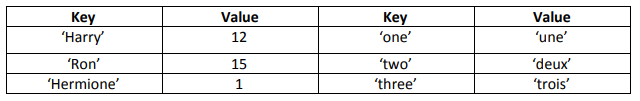 Key Value Key Value
‘Harry’ 12 ‘one’ ‘une’
‘Ron’ 15 ‘two’ ‘deux’
‘Hermione’ 1 ‘three’ ‘trois’